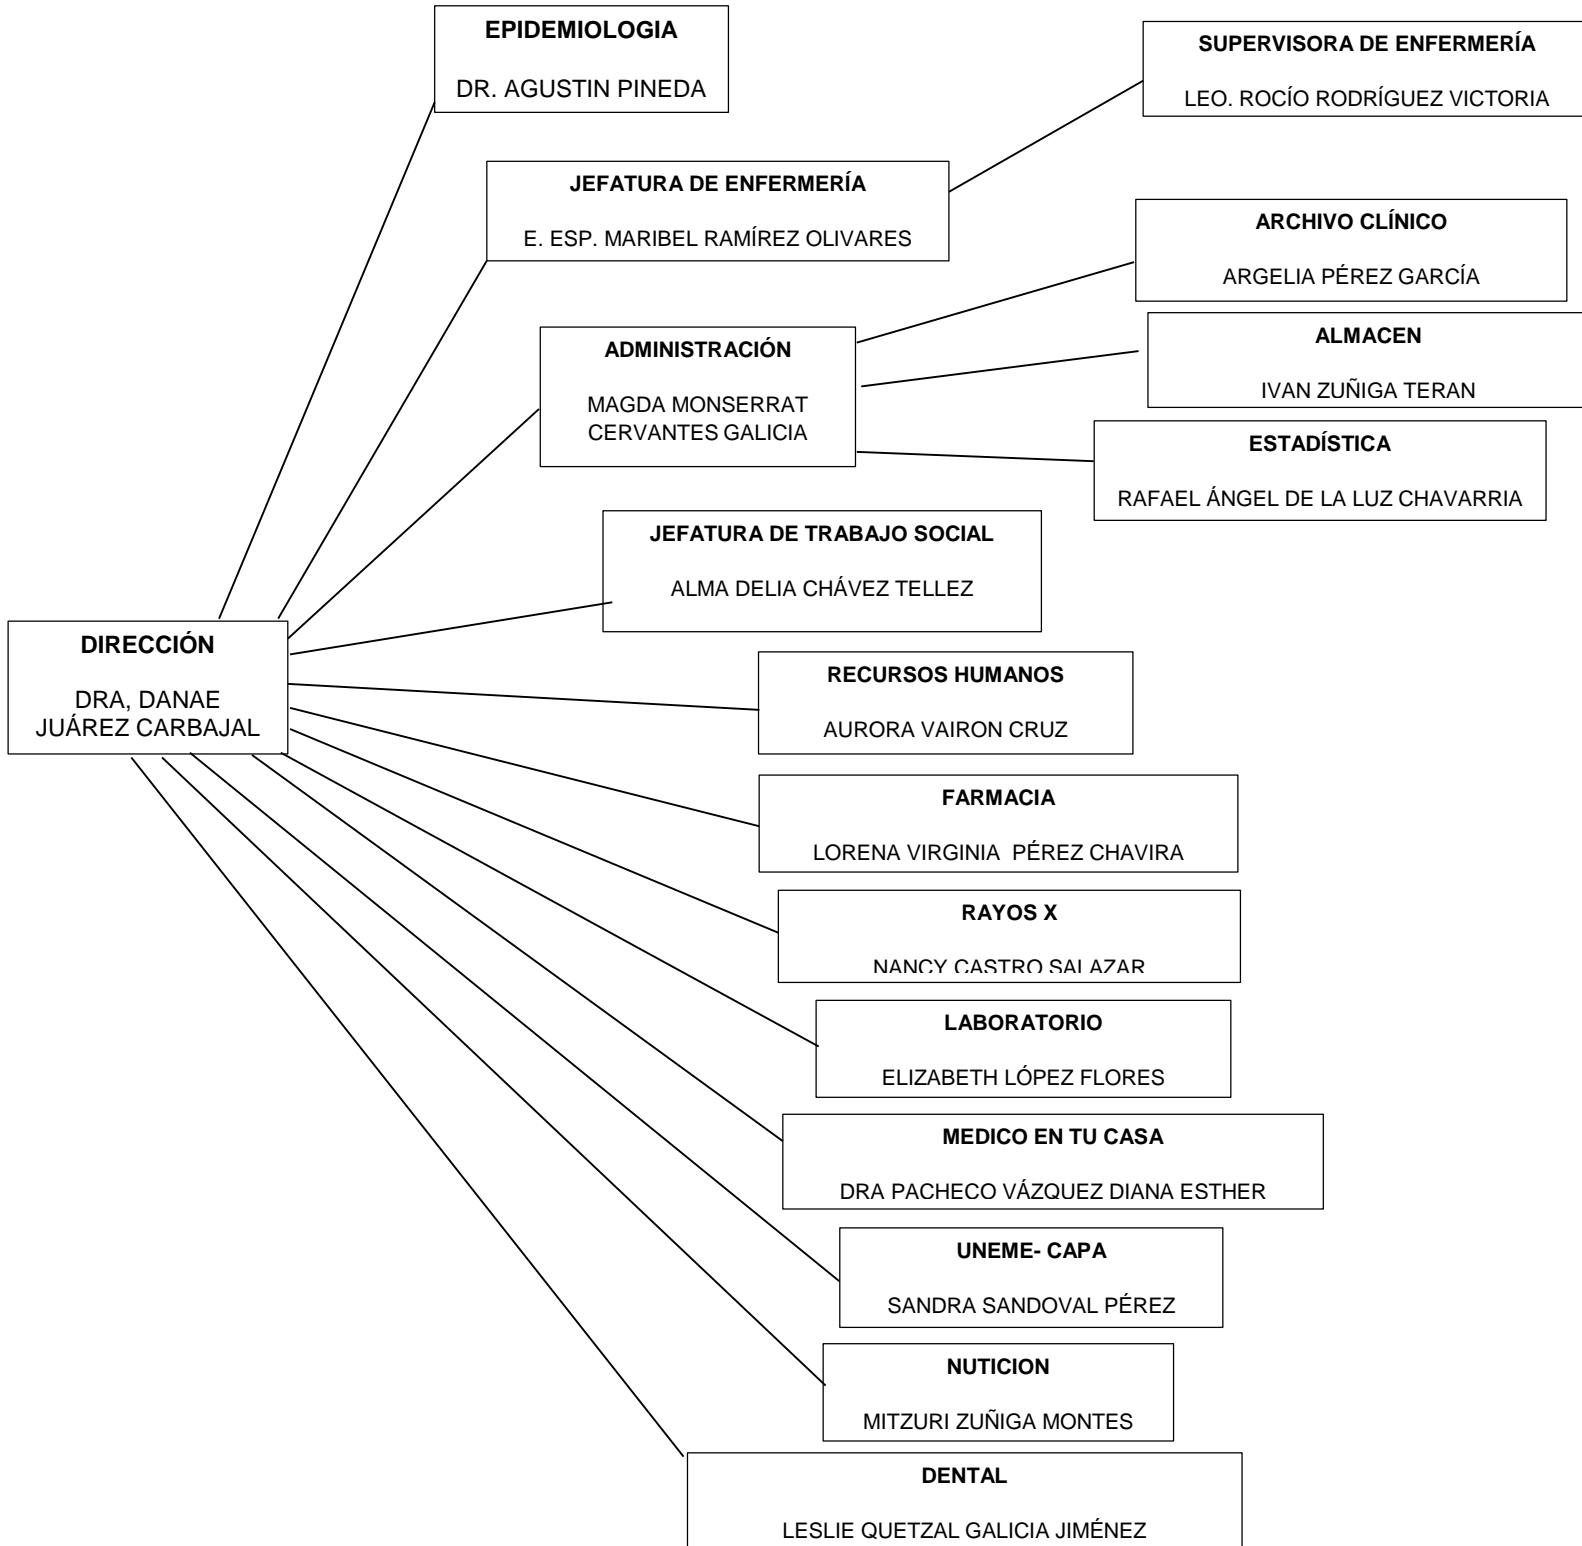 EPIDEMIOLOGIA
DR. AGUSTIN PINEDA
SUPERVISORA DE ENFERMERÍA
LEO. ROCÍO RODRÍGUEZ VICTORIA
JEFATURA DE ENFERMERÍA
E. ESP. MARIBEL RAMÍREZ OLIVARES
ARCHIVO CLÍNICO
ARGELIA PÉREZ GARCÍA
ADMINISTRACIÓN
MAGDA MONSERRAT
CERVANTES GALICIA
ALMACEN
IVAN ZUÑIGA TERAN
ESTADÍSTICA
RAFAEL ÁNGEL DE LA LUZ CHAVARRIA
JEFATURA DE TRABAJO SOCIAL
ALMA DELIA CHÁVEZ TELLEZ
DIRECCIÓN
DRA, DANAE
JUÁREZ CARBAJAL
RECURSOS HUMANOS
AURORA VAIRON CRUZ
FARMACIA
LORENA VIRGINIA  PÉREZ CHAVIRA
RAYOS X
NANCY CASTRO SALAZAR
LABORATORIO
ELIZABETH LÓPEZ FLORES
MEDICO EN TU CASA
DRA PACHECO VÁZQUEZ DIANA ESTHER
UNEME- CAPA
SANDRA SANDOVAL PÉREZ
NUTICION
MITZURI ZUÑIGA MONTES
DENTAL
LESLIE QUETZAL GALICIA JIMÉNEZ